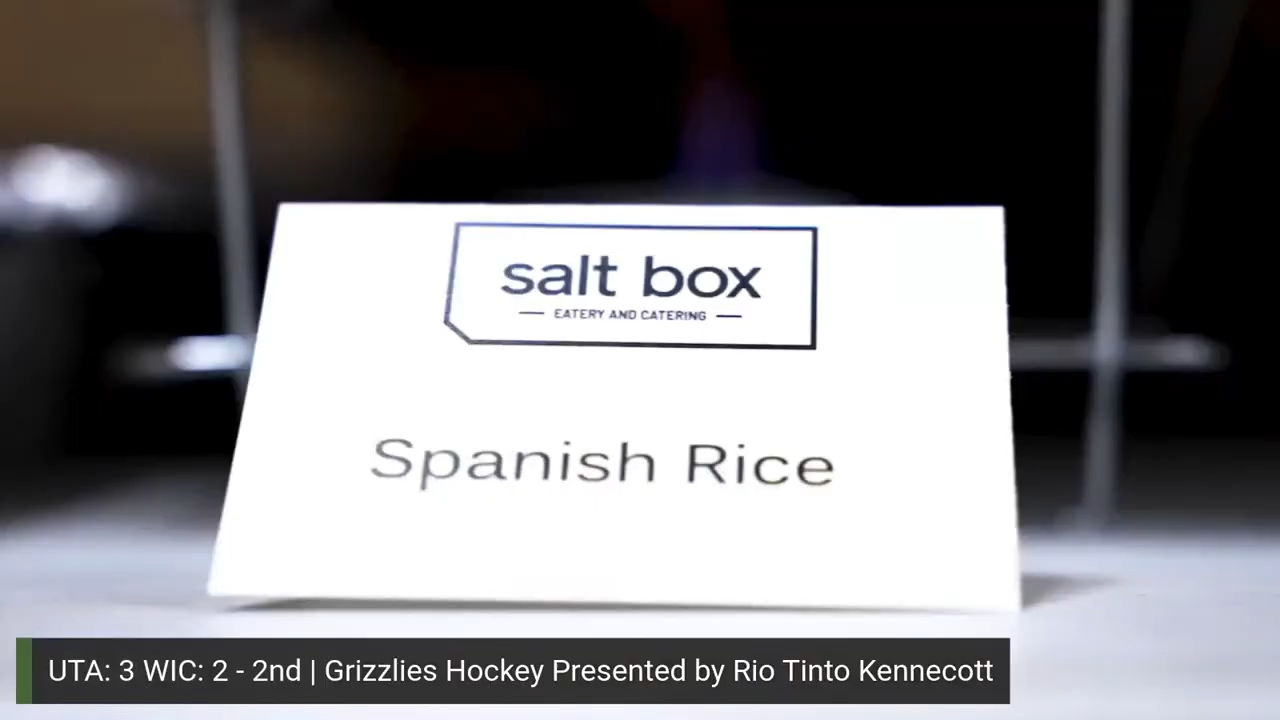 salt box
EATERY AND CATERING
Spanish Rice
UTA: 3 WIC: 2 - 2nd | Grizzlies Hockey Presented by Rio Tinto Kennecott